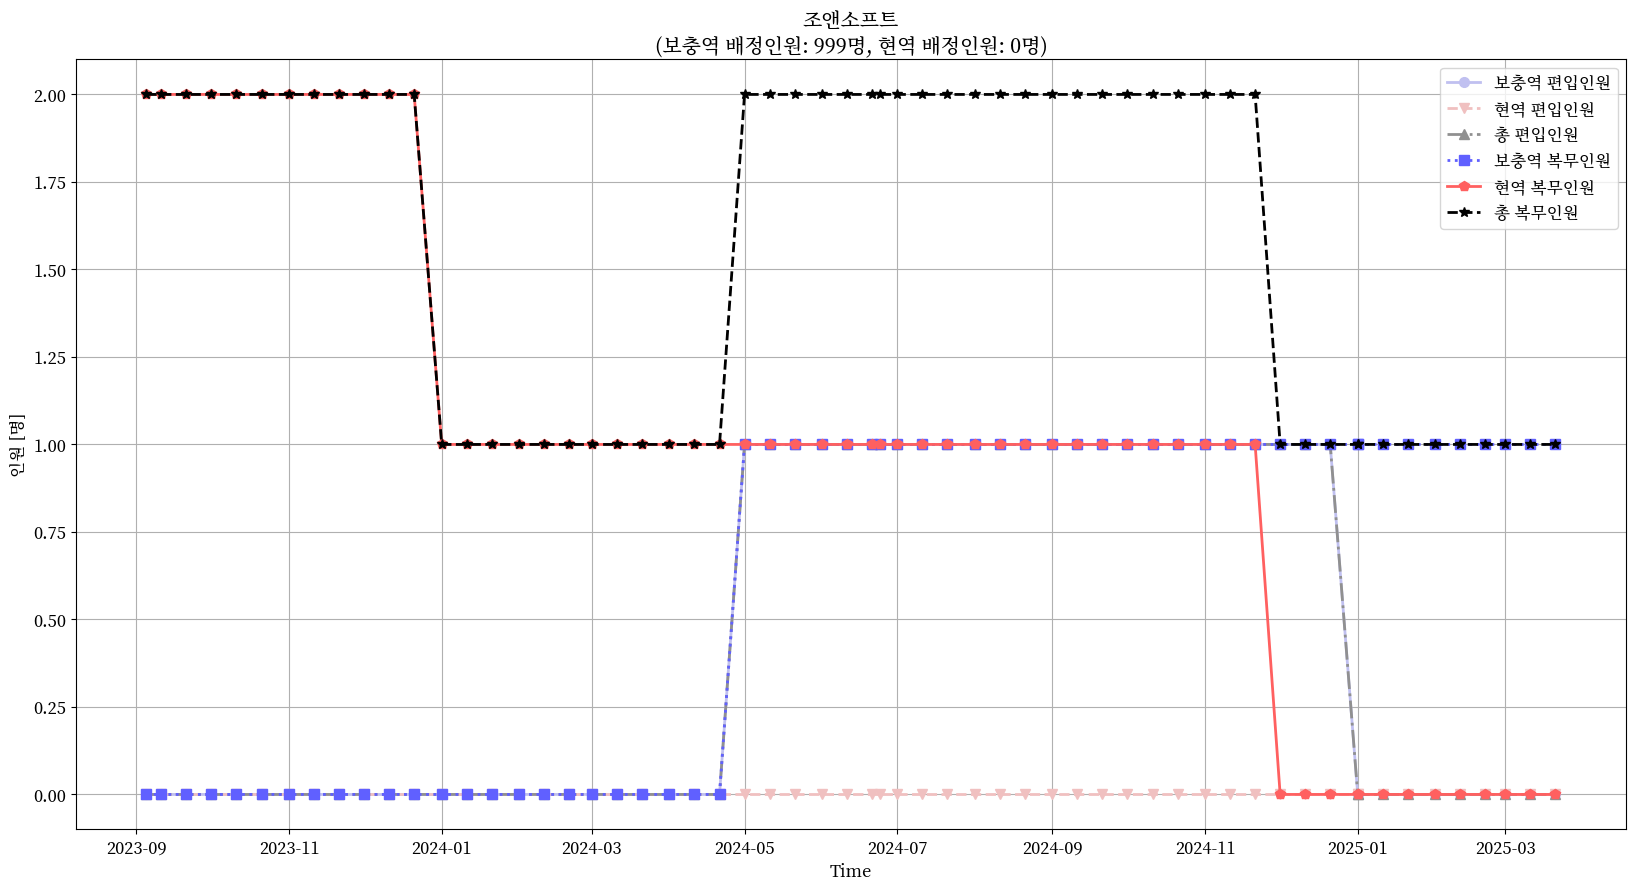 조앤소프트
(보충역 배정인원: 999명, 현역 배정인원: 0명)
보충역 편입인원
현역 편입인원
총 편입인원
보충역 복무인원
현역 복무인원
총 복무인원
인원 [명]
2.00
1.75
1.50
1.25
1.00
0.75
0.50
0.25
0.00
2023-09
2023-11
2024-01
2024-03
2024-05
2024-07
2024-09
2024-11
2025-01
2025-03
Time